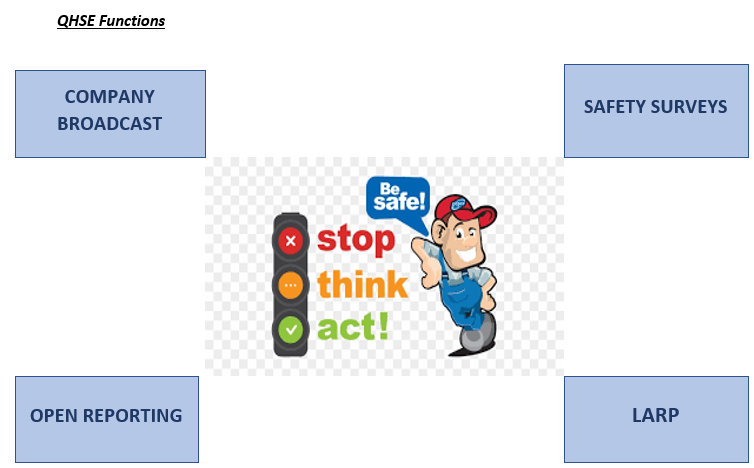 QHSE Functions
COMPANY
BROADCAST
SAFETY SURVEYS
Be
safe!
stop
think
act!
OPEN REPORTING
LARP